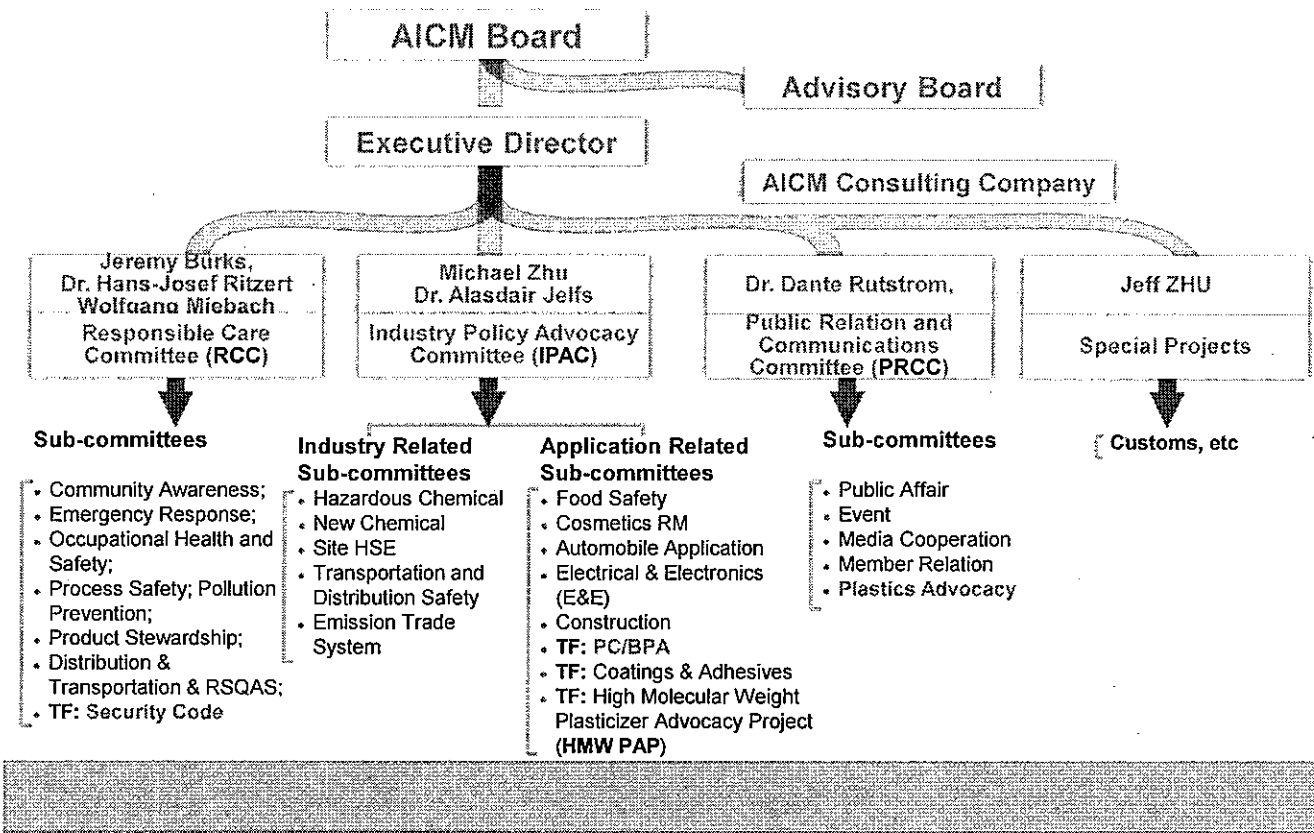 AICM Board
Advisory Board
Executive Director
AICM Consulting Company
Jeremy Burks,
Dr. Hans-Josef Ritzert
Wolfgang Miebach
Responsible Care
Committee (RCC)
Michael Zhu
Dr. Alasdair Jelfs
Industry Policy Advocacy
Committee (IPAC)
Dr. Dante Rutstrom,
Public Relation and
Communications
Committee (PRCC)
Jeff ZHU
Special Projects
Sub-committees
• Community Awareness;
• Emergency Response;
• Occupational Health and
Safety;
• Process Safety; Pollution
Prevention;
• Product Stewardship;
• Distribution &
Transportation & RSQAS;
• TF: Security Code
Industry Related
Sub-committees
• Hazardous Chemical
• New Chemical
• Site HSE
• Transportation and
Distribution Safety
• Emission Trade
System
Application Related
Sub-committees
• Food Safety
• Cosmetics RM
• Automobile Application
• Electrical & Electronics
(E&E)
• Construction
• TF: PC/BPA
• TF: Coatings & Adhesives
• TF: High Molecular Weight
Plasticizer Advocacy Project
(HMW PAP)
Sub-committees
• Public Affair
• Event
• Media Cooperation
• Member Relation
• Plastics Advocacy
Customs, etc